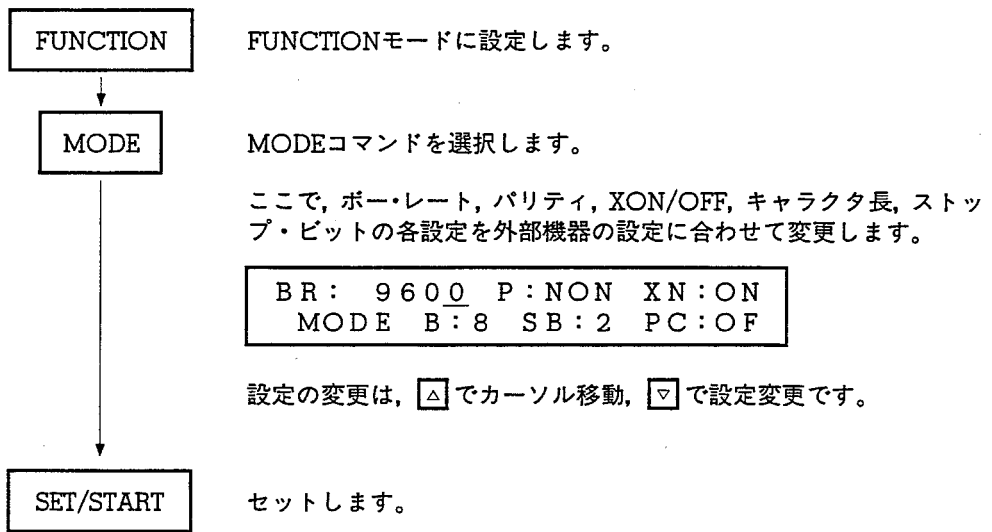 FUNCTION FUNCTIONモードに設定します。
MODE MODEコマンドを選択します。
ここで，ボー・レート，パリティ，XON/OFF，キャラクタ長，ストッ
プ・ビットの各設定を外部機器の設定に合わせて変更します。
BR: 9600 P:NON XN:ON
MODE B:8 SB:2 PC:OF
設定の変更は，△でカーソル移動，▽で設定変更です。
SET/START セットします。